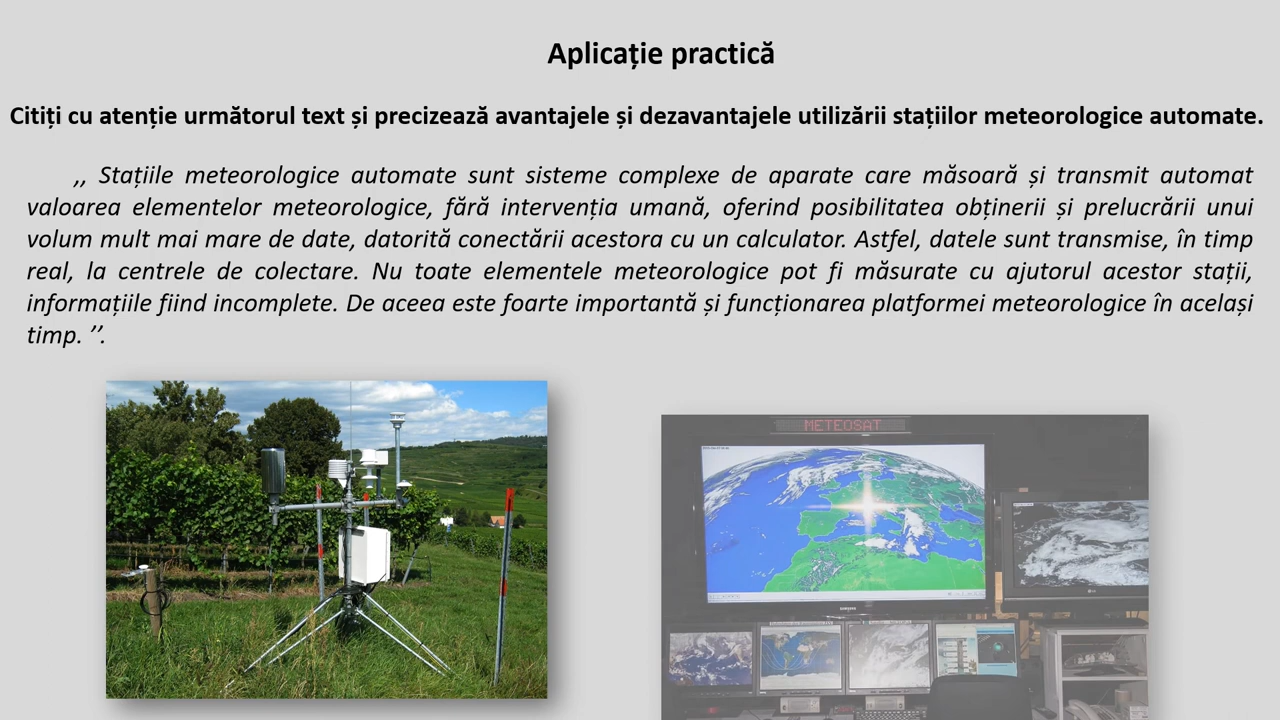 Aplicație practică
Citiți cu atenție următorul text și precizează avantajele și dezavantajele utilizării stațiilor meteorologice automate.
,, Stațiile meteorologice automate sunt sisteme complexe de aparate care măsoară și transmit automat
valoarea elementelor meteorologice, fără intervenția umană, oferind posibilitatea obținerii și prelucrării unui
volum mult mai mare de date, datorită conectării acestora cu un calculator. Astfel, datele sunt transmise, în timp
real, la centrele de colectare. Nu toate elementele meteorologice pot fi măsurate cu ajutorul acestor stații,
informațiile fiind incomplete. De aceea este foarte importantă și funcționarea platformei meteorologice în același
timp. ’’.
METEOSAT
SAMSUNG